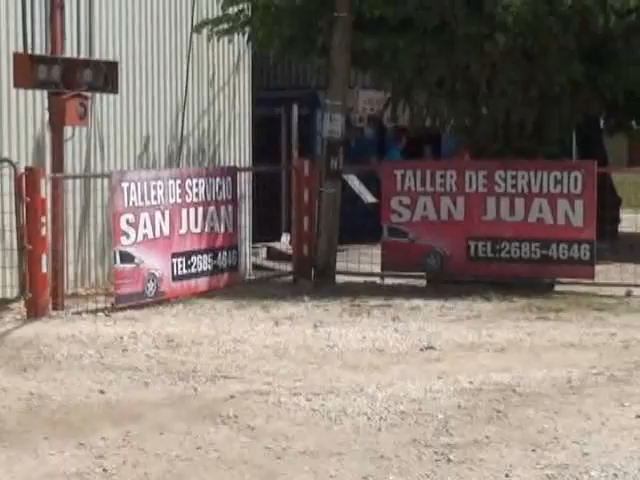 TALLER DE SERVICIO
SAN JUAN
TEL:2685-4646
TALLER DE SERVICIO
SAN JUAN
TEL:2685-4646